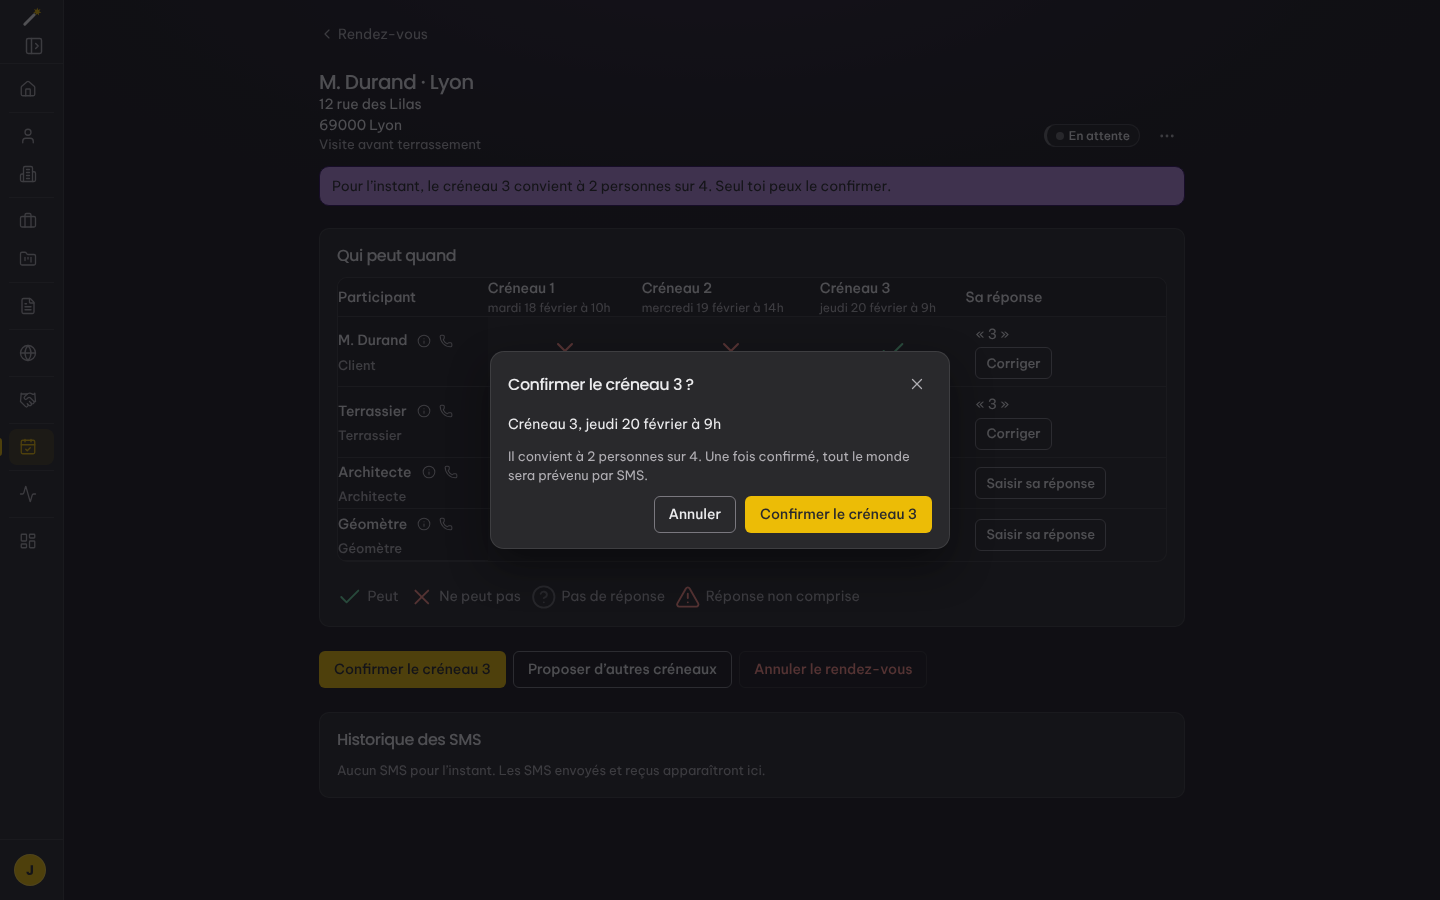 Rendez-vous
M. Durand · Lyon
12 rue des Lilas
69000 Lyon
Visite avant terrassement
En attente
Pour l'instant, le créneau 3 convient à 2 personnes sur 4. Seul toi peux le confirmer.
Qui peut quand
Participant
Créneau 1
mardi 18 février à 10h
Créneau 2
mercredi 19 février à 14h
Créneau 3
jeudi 20 février à 9h
Sa réponse
M. Durand
Client
« 3 »
Corriger
Terrassier
Terrassier
« 3 »
Corriger
Architecte
Architecte
Saisir sa réponse
Géomètre
Géomètre
Saisir sa réponse
Confirmer le créneau 3 ?
Créneau 3, jeudi 20 février à 9h
Il convient à 2 personnes sur 4. Une fois confirmé, tout le monde
sera prévenu par SMS.
Annuler
Confirmer le créneau 3
Peut
Ne peut pas
Pas de réponse
Réponse non comprise
Confirmer le créneau 3
Proposer d'autres créneaux
Annuler le rendez-vous
Historique des SMS
Aucun SMS pour l'instant. Les SMS envoyés et reçus apparaîtront ici.
J